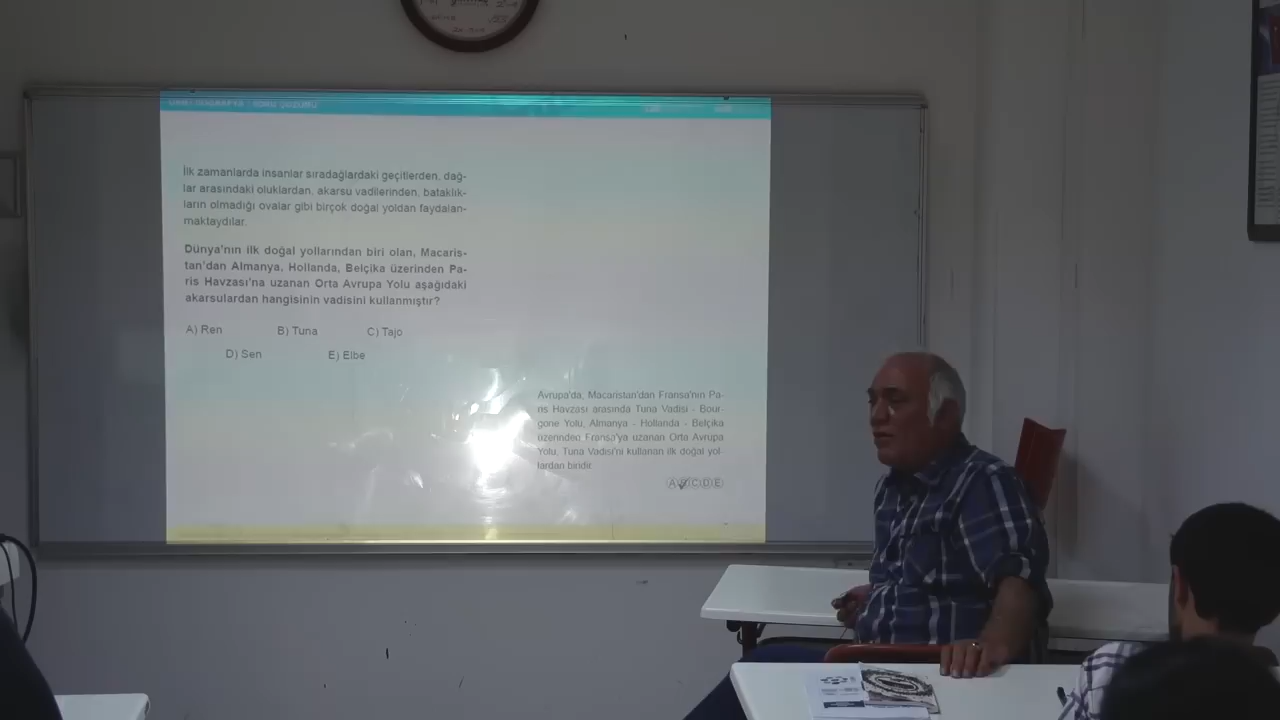 COĞRAFYA - SORU ÇÖZÜMÜ
İlk zamanlarda insanlar sıradağlardaki geçitlerden, dağ-
lar arasındaki oluklardan, akarsu vadilerinden, bataklık-
ların olmadığı ovalar gibi birçok doğal yoldan faydalan-
maktaydılar.
Dünya'nın ilk doğal yollarından biri olan, Macaris-
tan'dan Almanya, Hollanda, Belçika üzerinden Pa-
ris Havzası'na uzanan Orta Avrupa Yolu aşağıdaki
akarsulardan hangisinin vadisini kullanmıştır?
A) Ren B) Tuna C) Tajo
D) Sen E) Elbe
Avrupa'da, Macaristan'dan Fransa'nın Pa-
ris Havzası arasında Tuna Vadisi - Bour-
gone Yolu, Almanya - Hollanda - Belçika
üzerinden Fransa'ya uzanan Orta Avrupa
Yolu, Tuna Vadisi'ni kullanan ilk doğal yol-
lardan biridir.
A B C D E